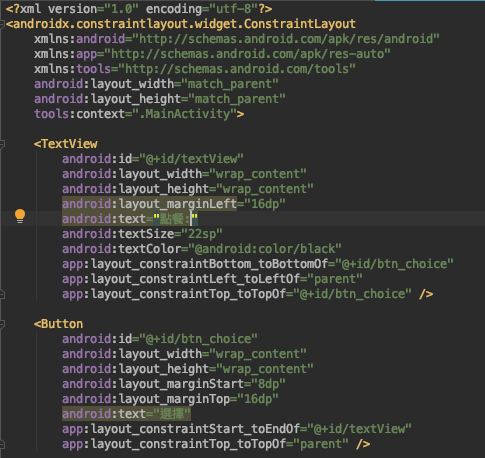 <?xml version="1.0" encoding="utf-8"?>
<androidx.constraintlayout.widget.ConstraintLayout
xmlns:android="http://schemas.android.com/apk/res/android"
xmlns:app="http://schemas.android.com/apk/res-auto"
xmlns:tools="http://schemas.android.com/tools"
android:layout_width="match_parent"
android:layout_height="match_parent"
tools:context=".MainActivity">
<TextView
android:id="@+id/textView"
android:layout_width="wrap_content"
android:layout_height="wrap_content"
android:layout_marginLeft="16dp"
android:text="點餐:"
android:textSize="22sp"
android:textColor="@android:color/black"
app:layout_constraintBottom_toBottomOf="@+id/btn_choice"
app:layout_constraintLeft_toLeftOf="parent"
app:layout_constraintTop_toTopOf="@+id/btn_choice" />
<Button
android:id="@+id/btn_choice"
android:layout_width="wrap_content"
android:layout_height="wrap_content"
android:layout_marginStart="8dp"
android:layout_marginTop="16dp"
android:text="選擇"
app:layout_constraintStart_toEndOf="@+id/textView"
app:layout_constraintTop_toTopOf="parent" />